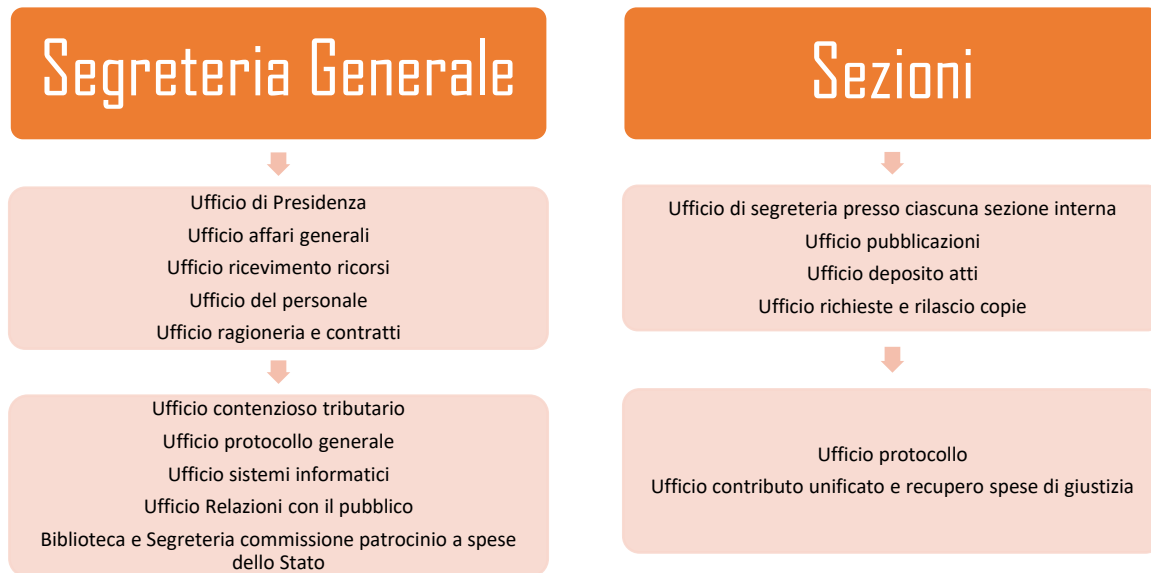 Segreteria Generale
Ufficio di Presidenza
Ufficio affari generali
Ufficio ricevimento ricorsi
Ufficio del personale
Ufficio ragioneria e contratti
Ufficio contenzioso tributario
Ufficio protocollo generale
Ufficio sistemi informatici
Ufficio Relazioni con il pubblico
Biblioteca e Segreteria commissione patrocinio a spese
dello Stato
Sezioni
Ufficio di segreteria presso ciascuna sezione interna
Ufficio pubblicazioni
Ufficio deposito atti
Ufficio richieste e rilascio copie
Ufficio protocollo
Ufficio contributo unificato e recupero spese di giustizia